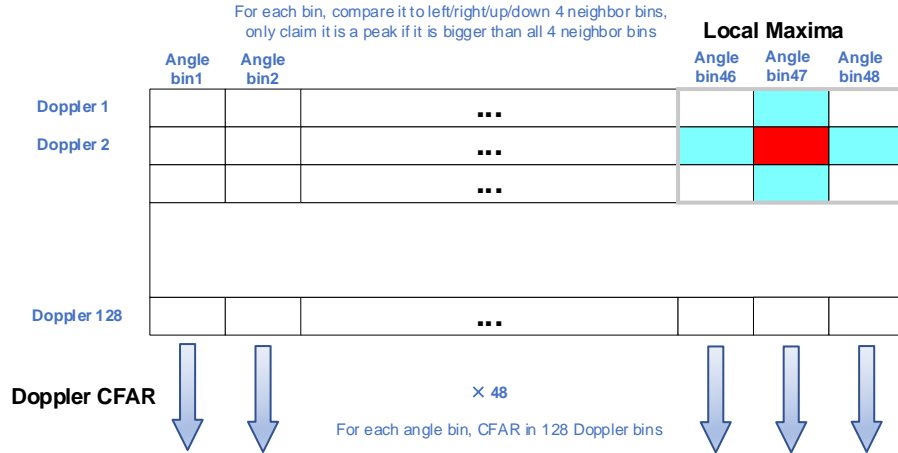 For each bin, compare it to left/right/up/down 4 neighbor bins,
only claim it is a peak if it is bigger than all 4 neighbor bins
Local Maxima
Angle bin1
Angle bin2
Angle bin46
Angle bin47
Angle bin48
Doppler 1
...
Doppler 2
...
...
Doppler 128
...
Doppler CFAR
× 48
For each angle bin, CFAR in 128 Doppler bins